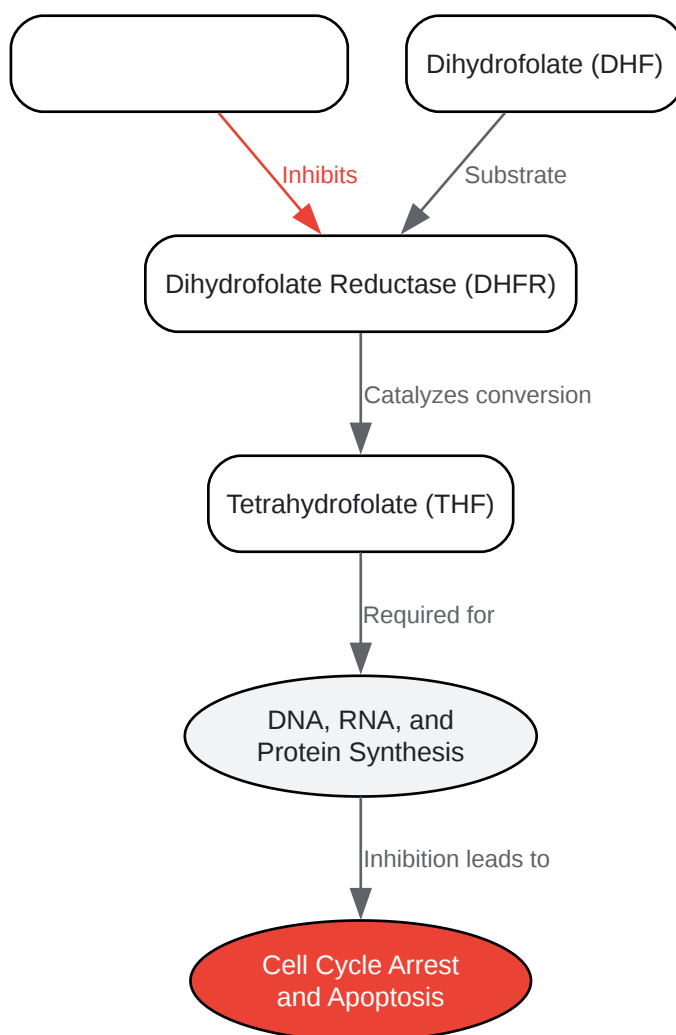 Dihydrofolate (DHF)
Inhibits
Substrate
Dihydrofolate Reductase (DHFR)
Catalyzes conversion
Tetrahydrofolate (THF)
Required for
DNA, RNA, and
Protein Synthesis
Inhibition leads to
Cell Cycle Arrest
and Apoptosis